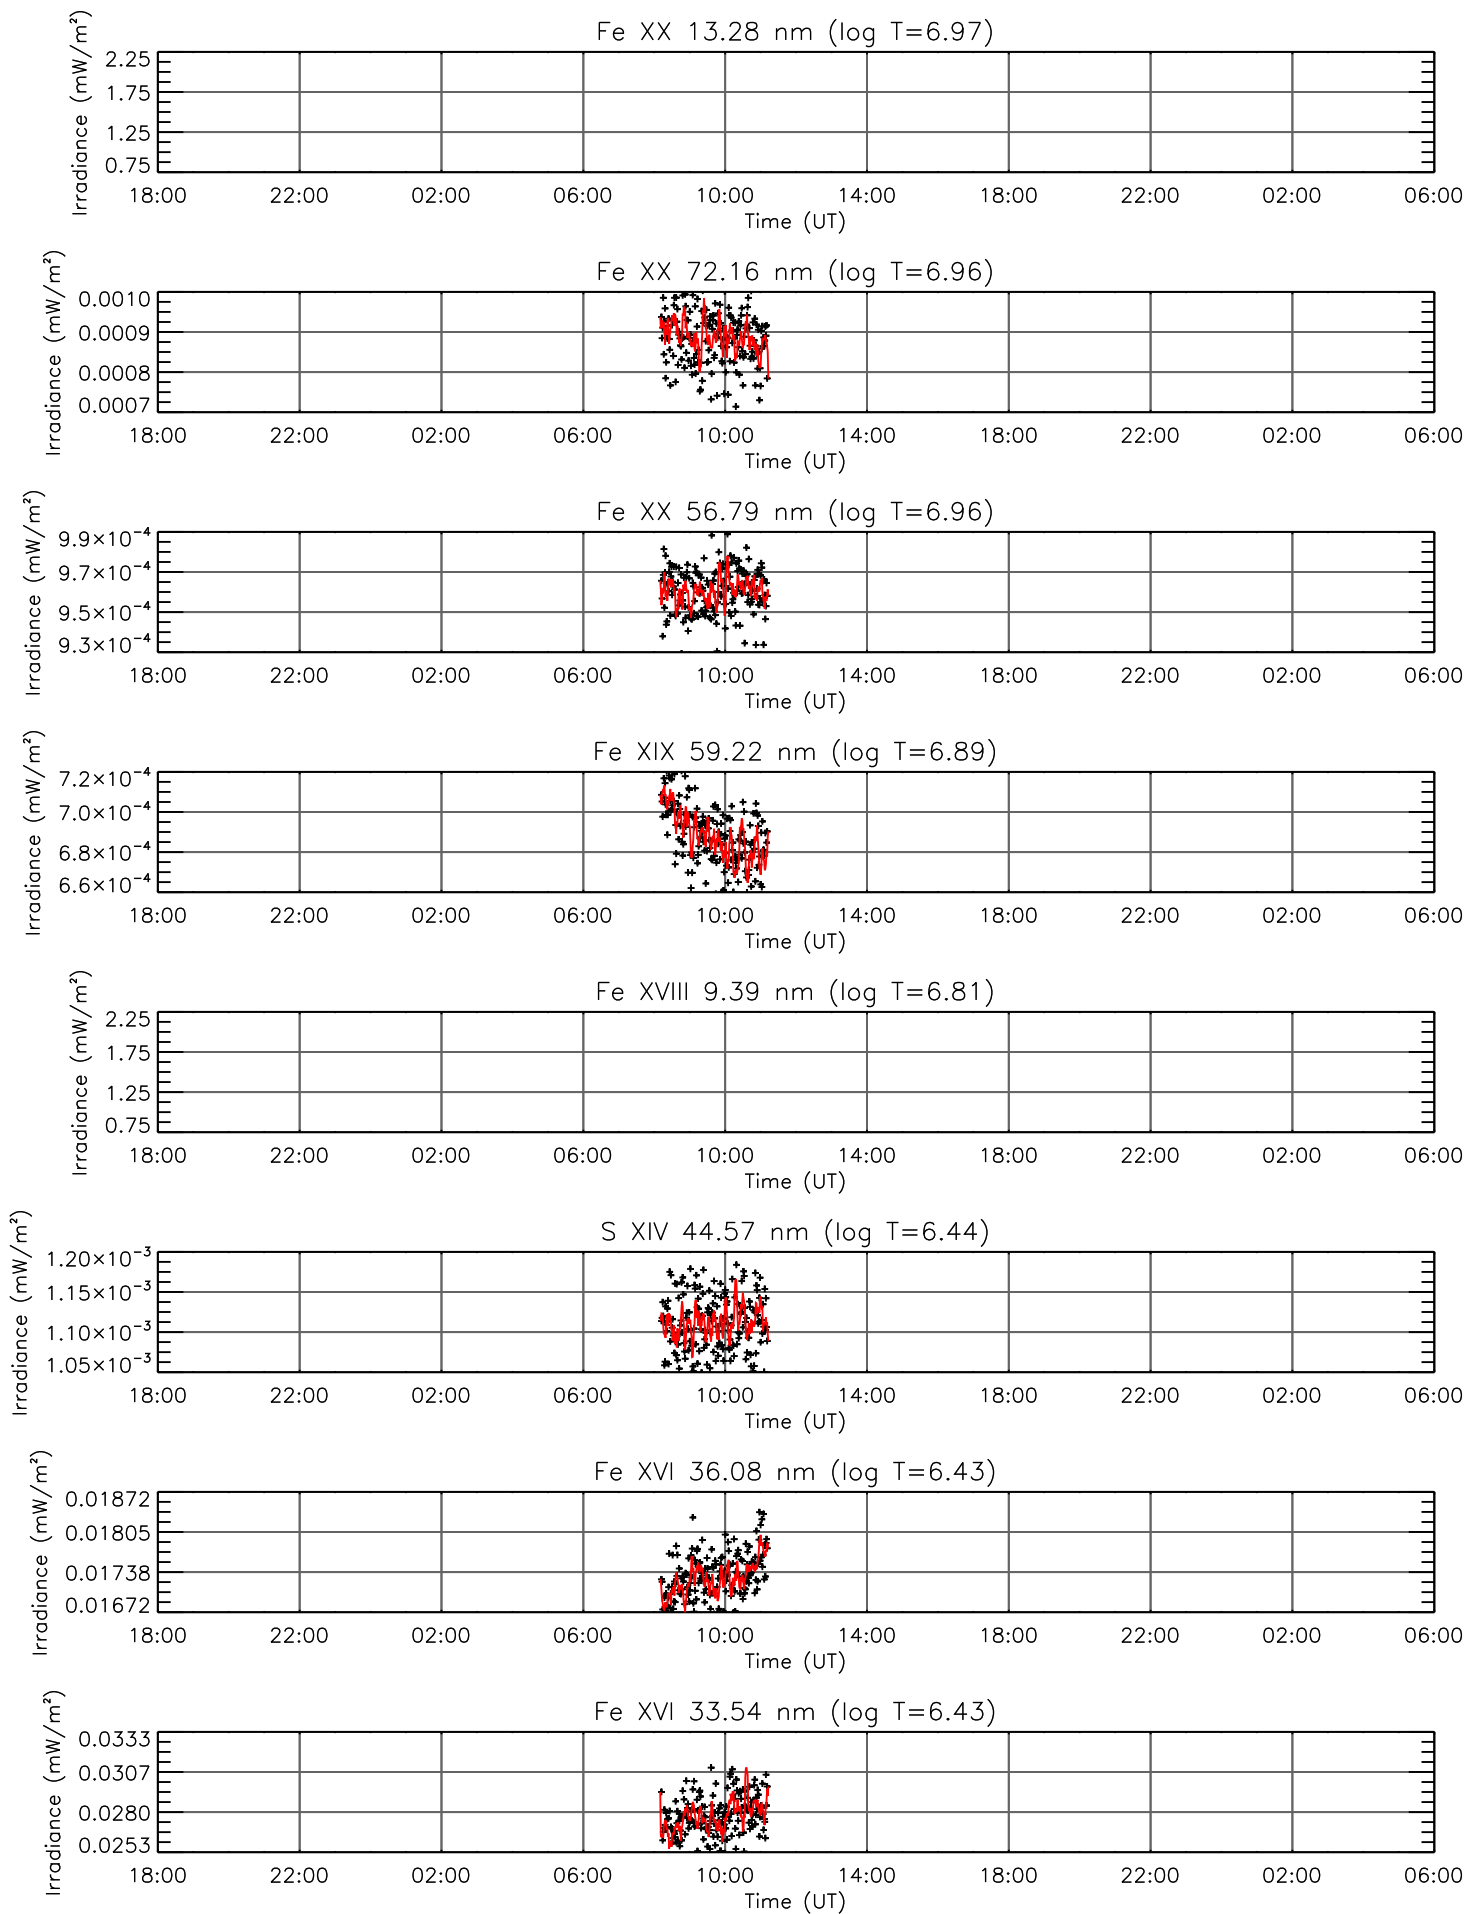 Fe XX 13.28 nm (log T=6.97)
Irradiance (mW/m²)
2.25
1.75
1.25
0.75
18:00 22:00 02:00 06:00 10:00 14:00 18:00 22:00 02:00 06:00
Time (UT)
Fe XX 72.16 nm (log T=6.96)
Irradiance (mW/m²)
0.0010
0.0009
0.0008
0.0007
18:00 22:00 02:00 06:00 10:00 14:00 18:00 22:00 02:00 06:00
Time (UT)
Fe XX 56.79 nm (log T=6.96)
Irradiance (mW/m²)
9.9×10⁻⁴
9.7×10⁻⁴
9.5×10⁻⁴
9.3×10⁻⁴
18:00 22:00 02:00 06:00 10:00 14:00 18:00 22:00 02:00 06:00
Time (UT)
Fe XIX 59.22 nm (log T=6.89)
Irradiance (mW/m²)
7.2×10⁻⁴
7.0×10⁻⁴
6.8×10⁻⁴
6.6×10⁻⁴
18:00 22:00 02:00 06:00 10:00 14:00 18:00 22:00 02:00 06:00
Time (UT)
Fe XVIII 9.39 nm (log T=6.81)
Irradiance (mW/m²)
2.25
1.75
1.25
0.75
18:00 22:00 02:00 06:00 10:00 14:00 18:00 22:00 02:00 06:00
Time (UT)
S XIV 44.57 nm (log T=6.44)
Irradiance (mW/m²)
1.20×10⁻³
1.15×10⁻³
1.10×10⁻³
1.05×10⁻³
18:00 22:00 02:00 06:00 10:00 14:00 18:00 22:00 02:00 06:00
Time (UT)
Fe XVI 36.08 nm (log T=6.43)
Irradiance (mW/m²)
0.01872
0.01805
0.01738
0.01672
18:00 22:00 02:00 06:00 10:00 14:00 18:00 22:00 02:00 06:00
Time (UT)
Fe XVI 33.54 nm (log T=6.43)
Irradiance (mW/m²)
0.0333
0.0307
0.0280
0.0253
18:00 22:00 02:00 06:00 10:00 14:00 18:00 22:00 02:00 06:00
Time (UT)